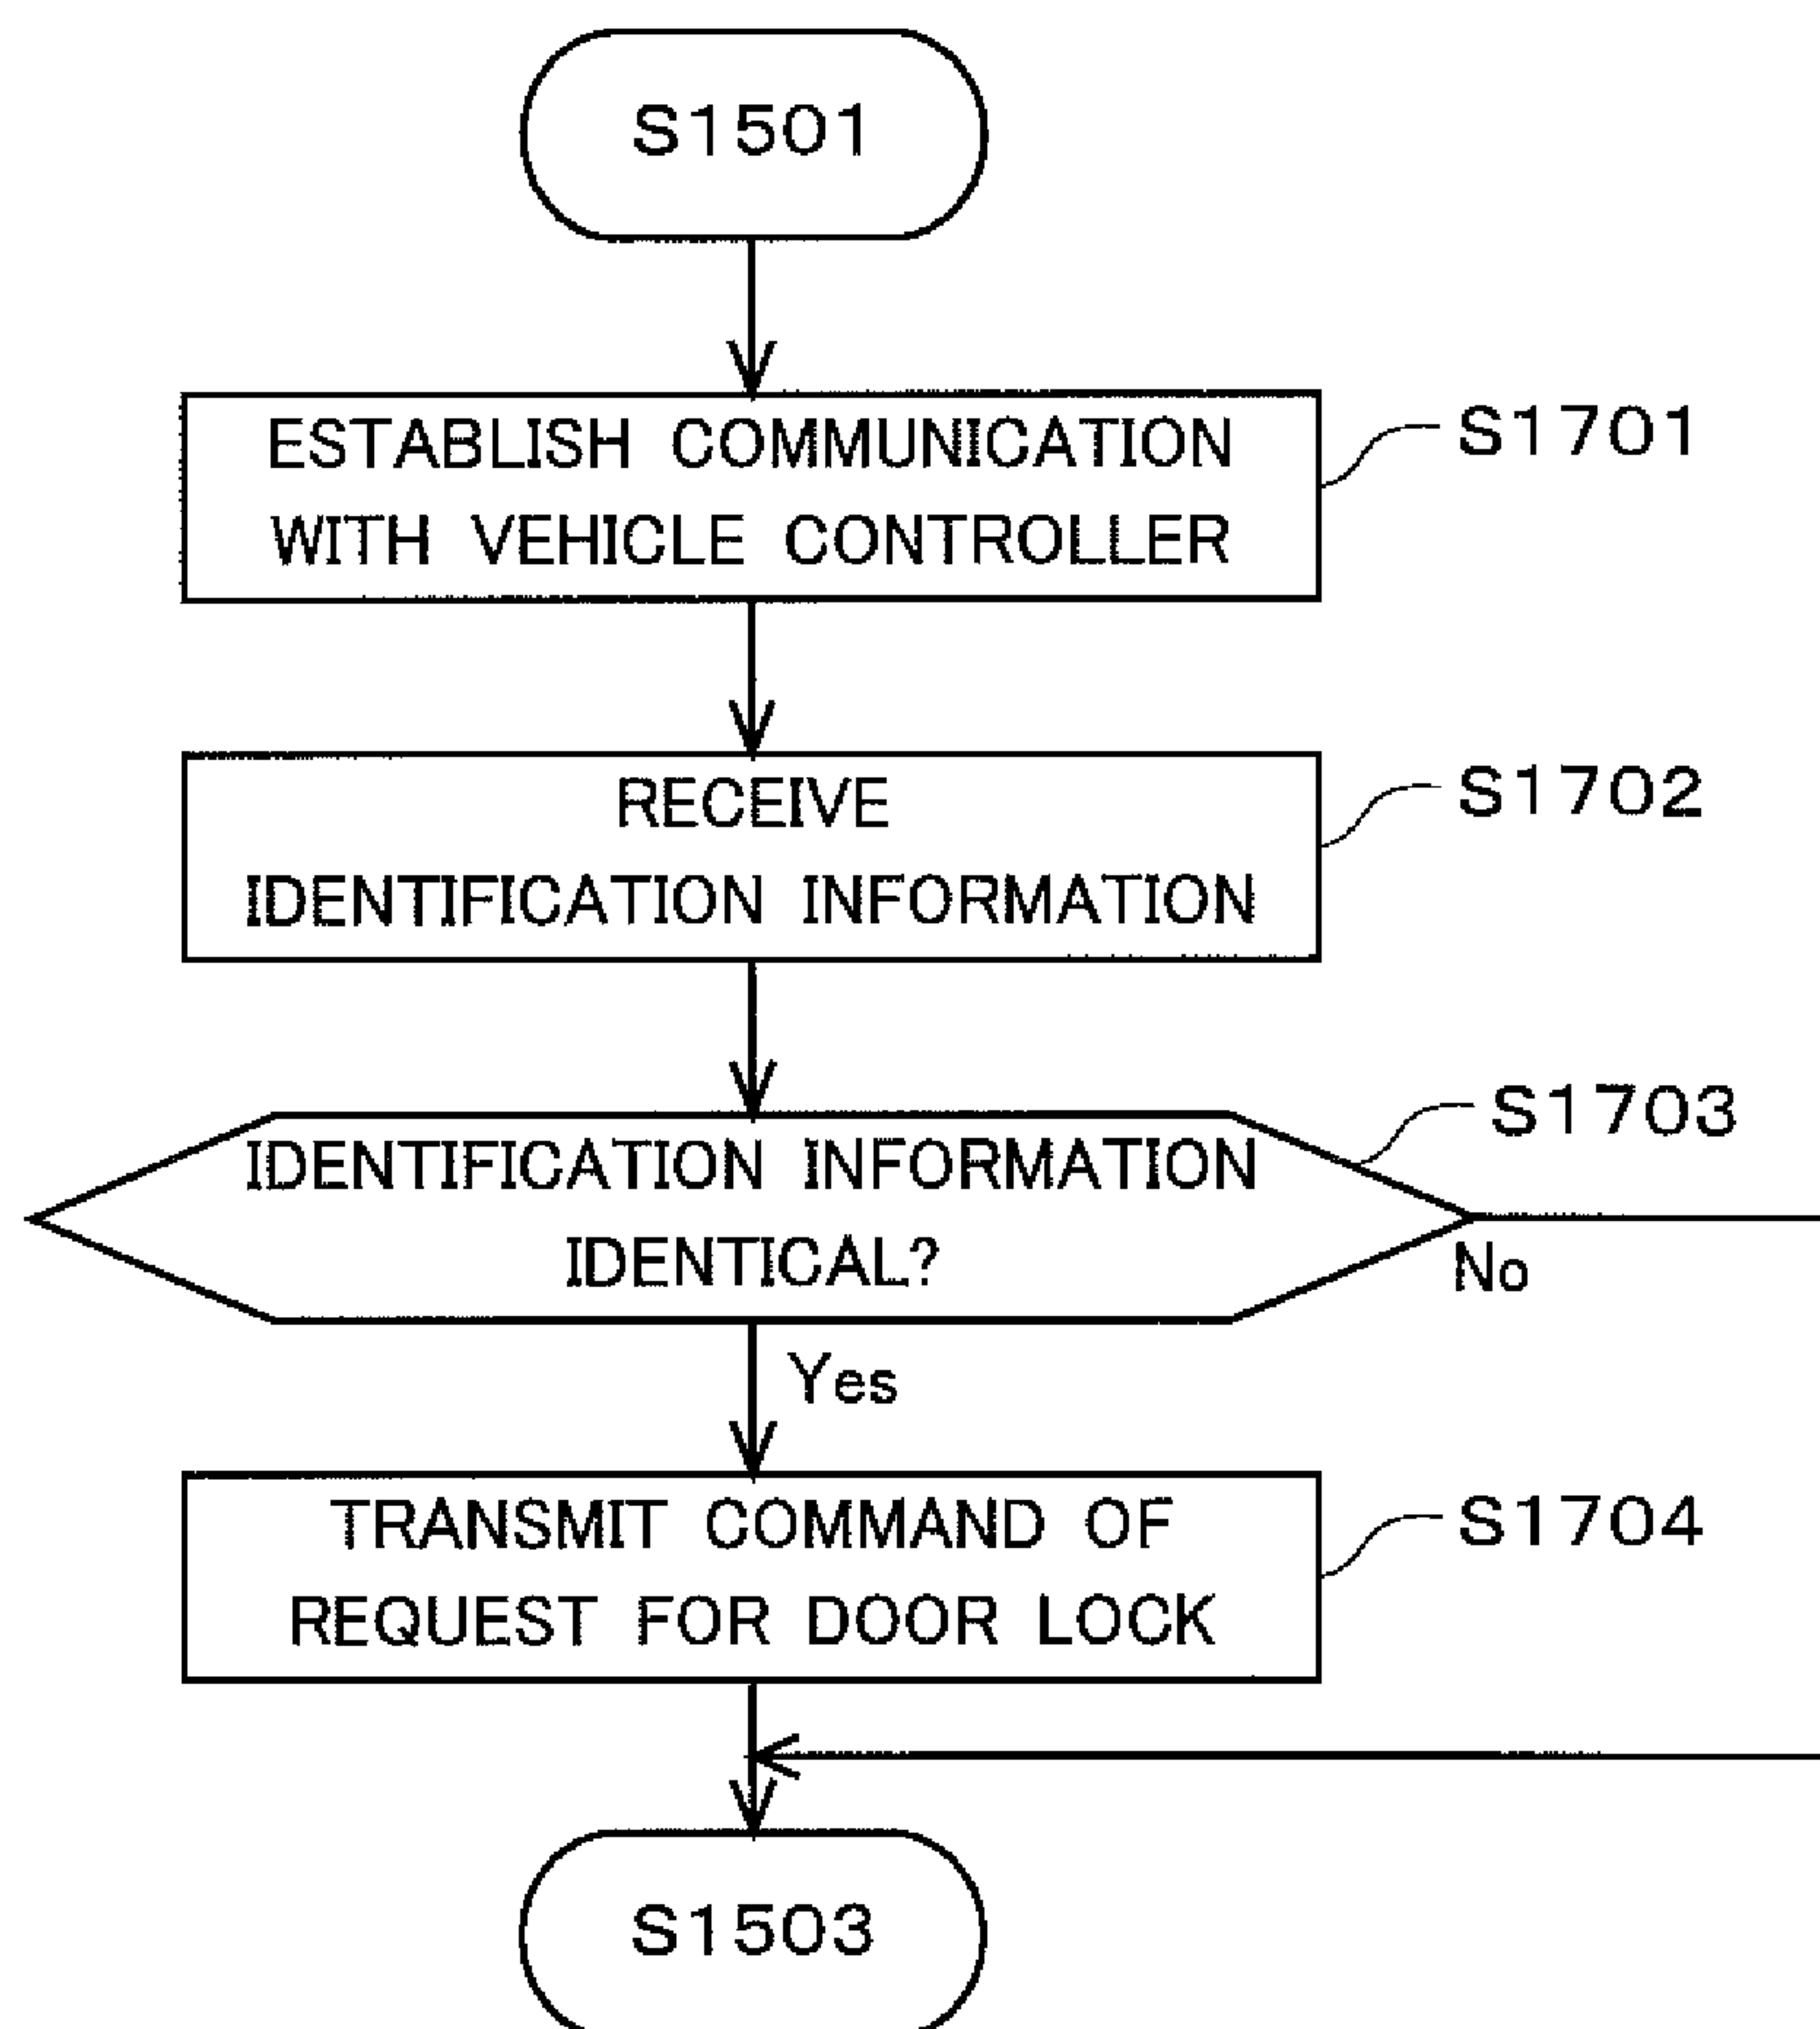 S1501
ESTABLISH COMMUNICATION
WITH VEHICLE CONTROLLER
S1701
RECEIVE
IDENTIFICATION INFORMATION
S1702
IDENTIFICATION INFORMATION
IDENTICAL?
S1703
No
Yes
TRANSMIT COMMAND OF
REQUEST FOR DOOR LOCK
S1704
S1503